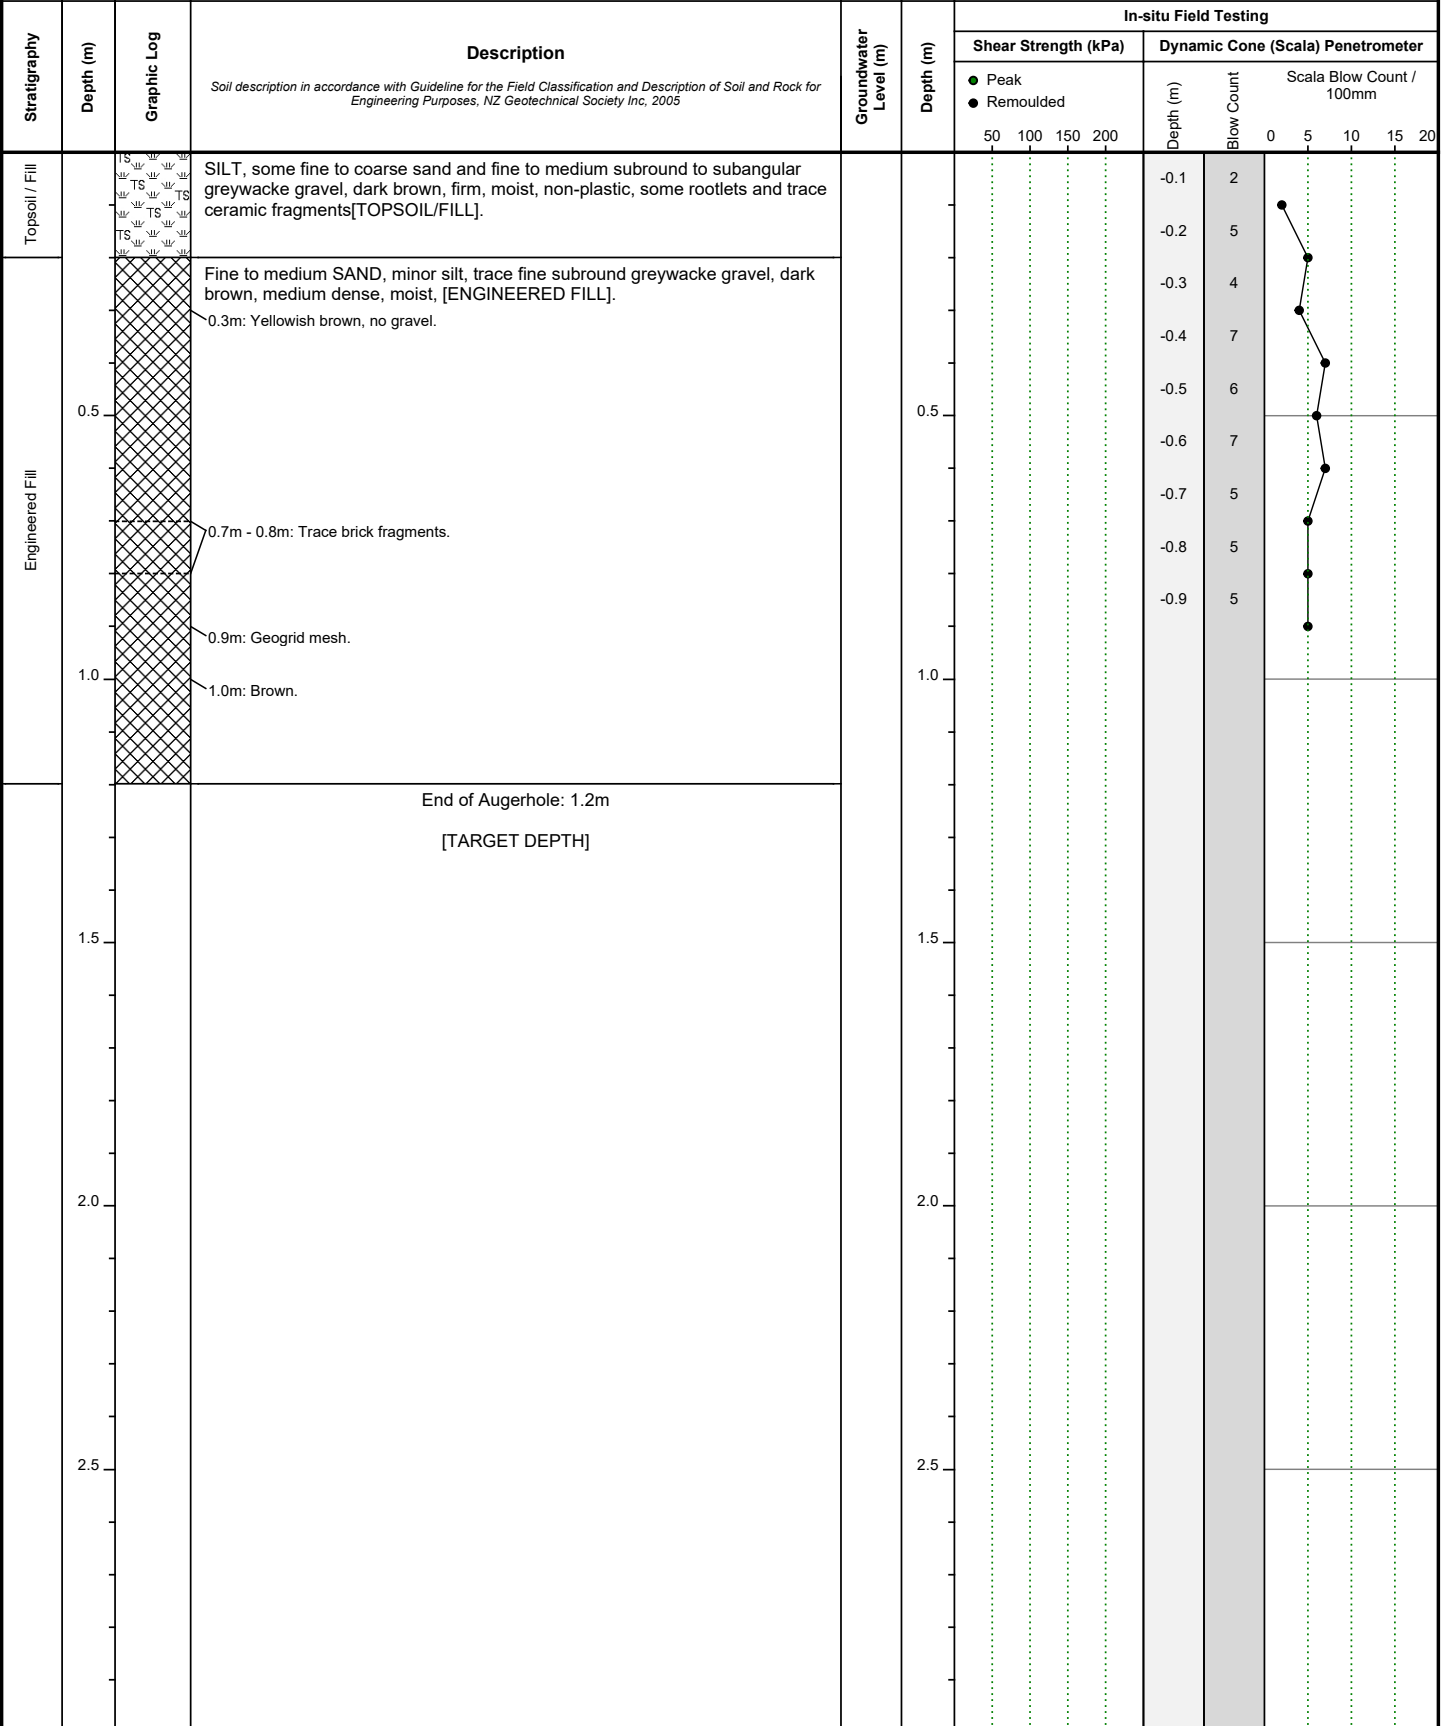 In-situ Field Testing
Stratigraphy
Depth (m)
Graphic Log
Description
Soil description in accordance with Guideline for the Field Classification and Description of Soil and Rock for
Engineering Purposes, NZ Geotechnical Society Inc, 2005
Groundwater
Level (m)
Depth (m)
Shear Strength (kPa)
Peak
Remoulded
50 100 150 200
Dynamic Cone (Scala) Penetrometer
Depth (m)
Blow Count
Scala Blow Count /
100mm
0 5 10 15 20
Topsoil / Fill
TS
TS
TS
TS
TS
SILT, some fine to coarse sand and fine to medium subround to subangular
greywacke gravel, dark brown, firm, moist, non-plastic, some rootlets and trace
ceramic fragments[TOPSOIL/FILL].
-0.1 2
-0.2 5
Engineered Fill
Fine to medium SAND, minor silt, trace fine subround greywacke gravel, dark
brown, medium dense, moist, [ENGINEERED FILL].
-0.3 4
0.3m: Yellowish brown, no gravel.
-0.4 7
-0.5 6
0.5 0.5
-0.6 7
-0.7 5
0.7m - 0.8m: Trace brick fragments.
-0.8 5
-0.9 5
0.9m: Geogrid mesh.
1.0 1.0
1.0m: Brown.
End of Augerhole: 1.2m
[TARGET DEPTH]
1.5 1.5
2.0 2.0
2.5 2.5